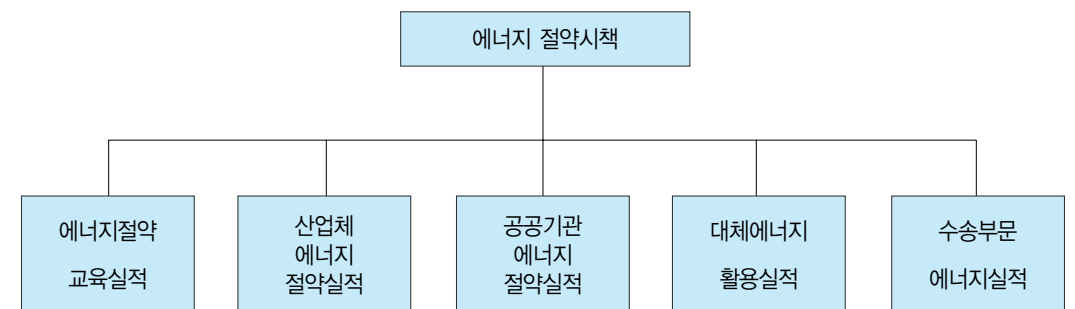 에너지 절약시책
에너지절약
교육실적
산업체
에너지
절약실적
공공기관
에너지
절약실적
대체에너지
활용실적
수송부문
에너지실적